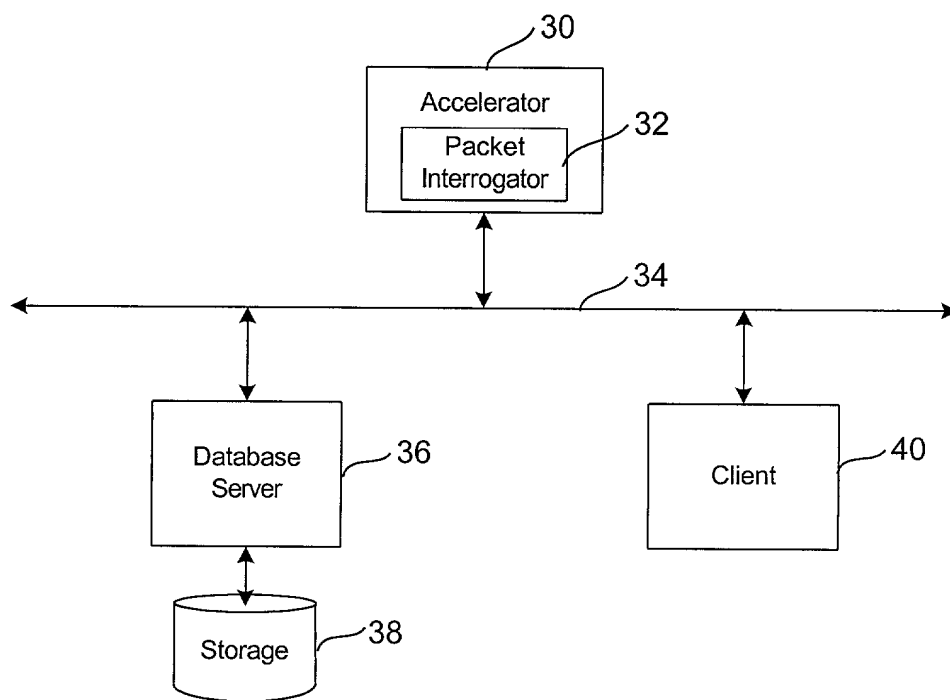 30
Accelerator
32
Packet
Interrogator
34
Database
Server
36
Client
40
Storage
38